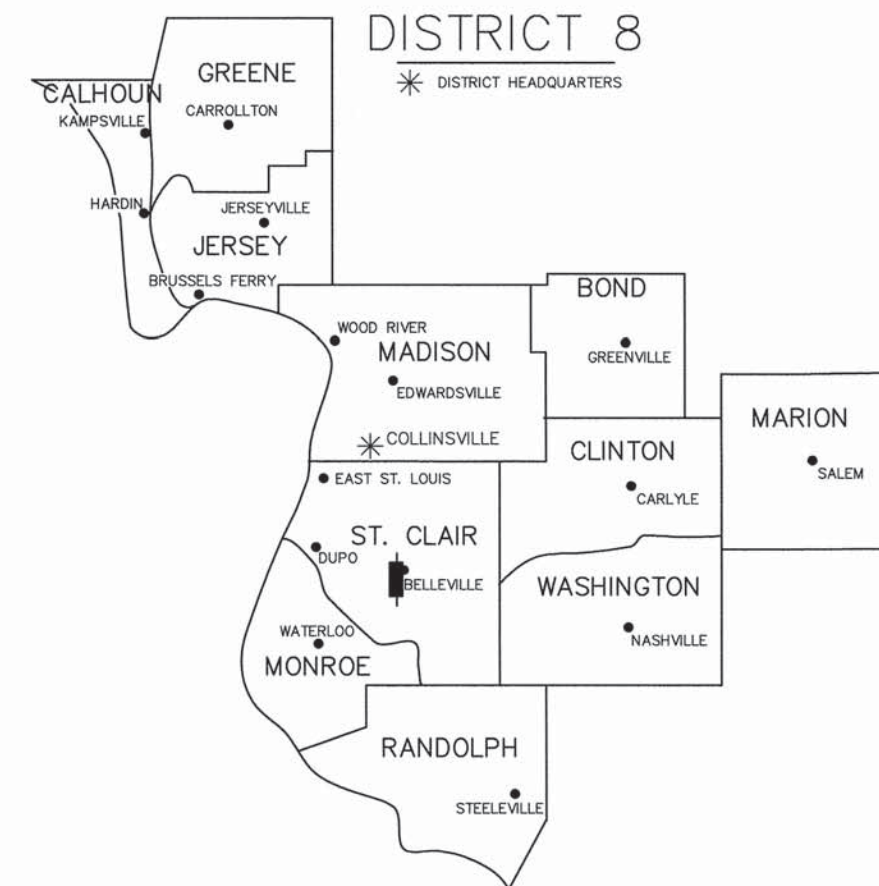 DISTRICT 8
DISTRICT HEADQUARTERS
GREENE
CALHOUN
CARROLLTON
KAMPSVILLE
HARDIN
JERSEYVILLE
JERSEY
BRUSSELS FERRY
BOND
WOOD RIVER
MADISON
GREENVILLE
EDWARDSVILLE
MARION
COLLINSVILLE
CLINTON
SALEM
EAST ST. LOUIS
CARLYLE
ST. CLAIR
DUPO
BELLEVILLE
WASHINGTON
WATERLOO
NASHVILLE
MONROE
RANDOLPH
STEELEVILLE